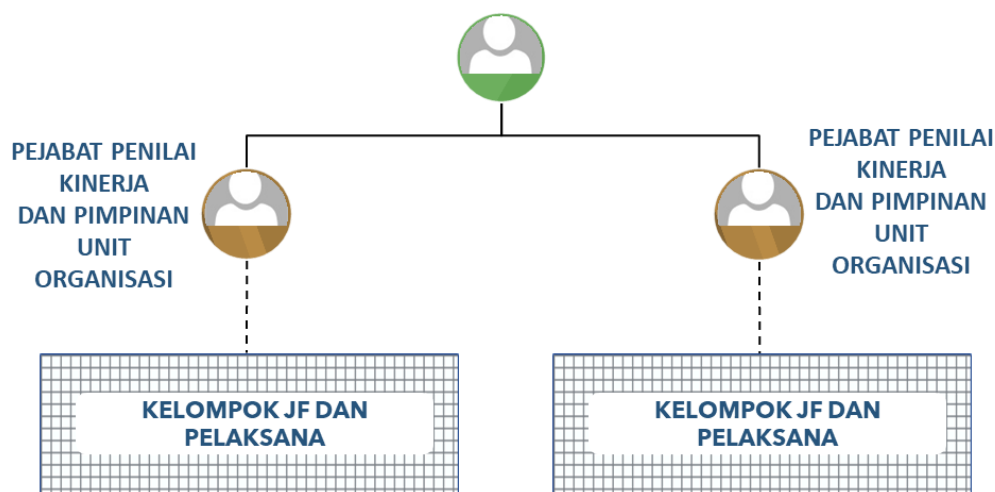 PEJABAT PENILAI
KINERJA
DAN PIMPINAN
UNIT
ORGANISASI
PEJABAT PENILAI
KINERJA
DAN PIMPINAN
UNIT
ORGANISASI
KELOMPOK JF DAN
PELAKSANA
KELOMPOK JF DAN
PELAKSANA